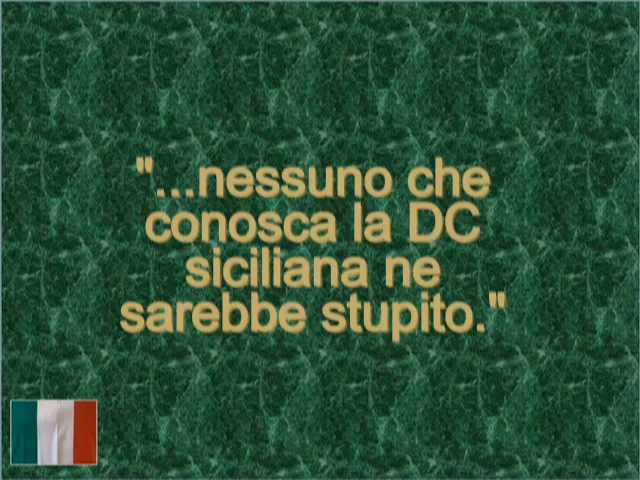 "...nessuno che
conosca la DC
siciliana ne
sarebbe stupito."